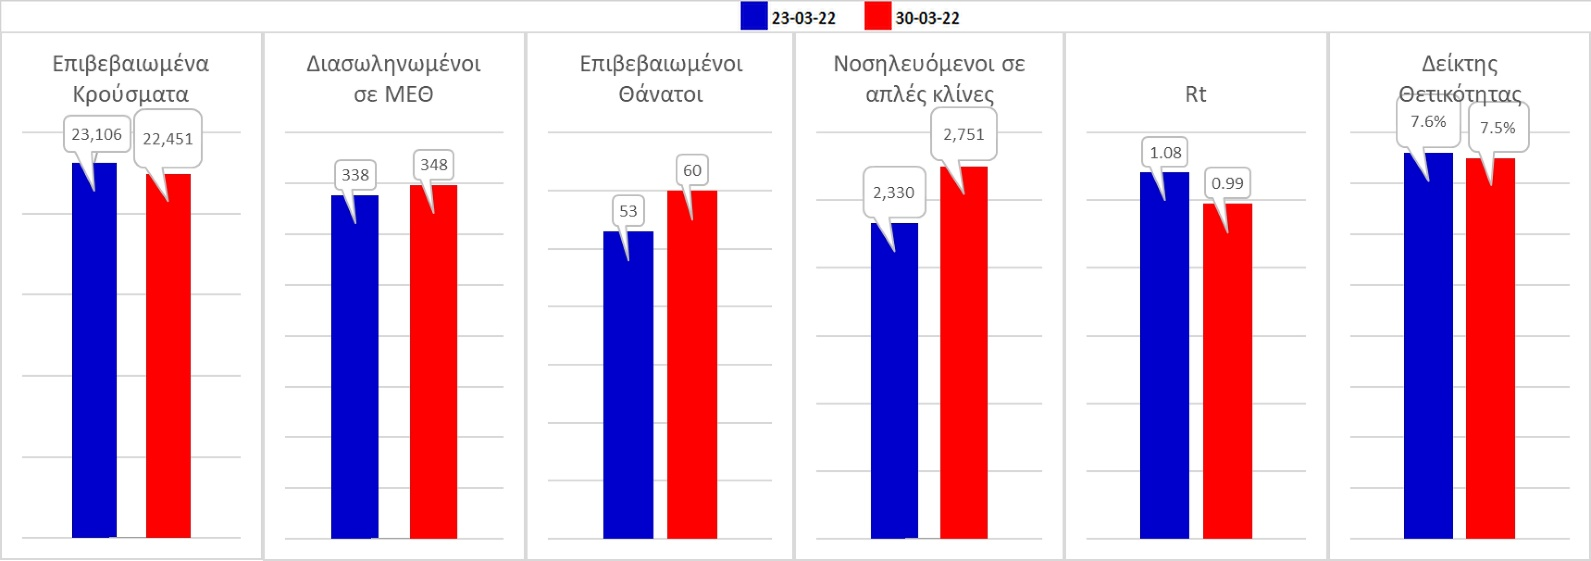 23-03-22 30-03-22
Επιβεβαιωμένα
Κρούσματα
23,106
22,451
Διασωληνωμένοι
σε ΜΕΘ
338
348
Επιβεβαιωμένοι
Θάνατοι
53
60
Νοσηλευόμενοι σε
απλές κλίνες
2,330
2,751
Rt
1.08
0.99
Δείκτης
Θετικότητας
7.6%
7.5%